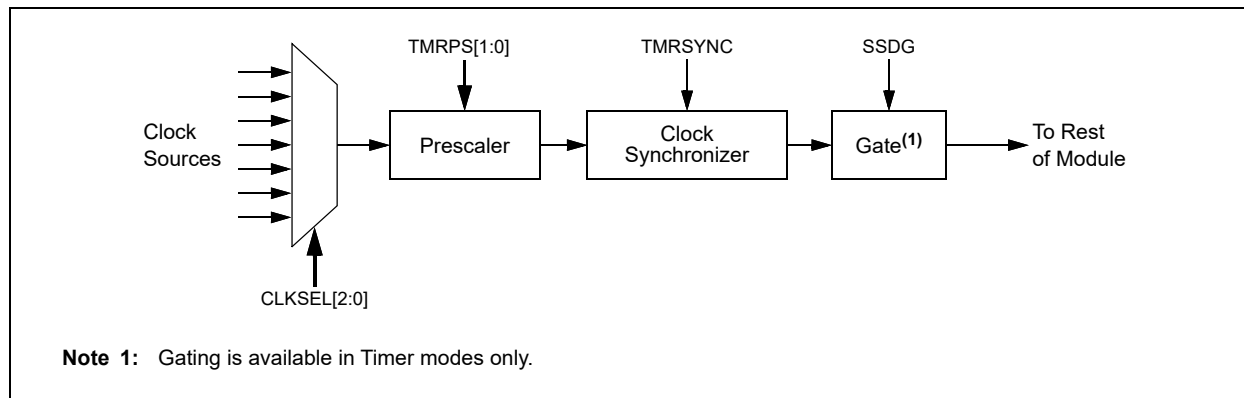 TMRPS[1:0]
TMRSYNC
SSDG
Clock
Sources
Prescaler
Clock
Synchronizer
Gate(1)
To Rest
of Module
CLKSEL[2:0]
Note 1: Gating is available in Timer modes only.